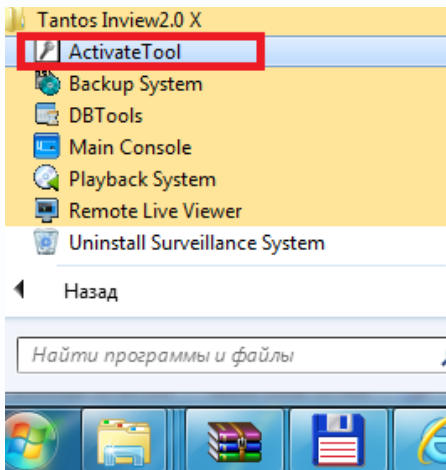 Tantos Inview2.0 X
ActivateTool
Backup System
DBTools
Main Console
Playback System
Remote Live Viewer
Uninstall Surveillance System
Назад
Найти программы и файлы